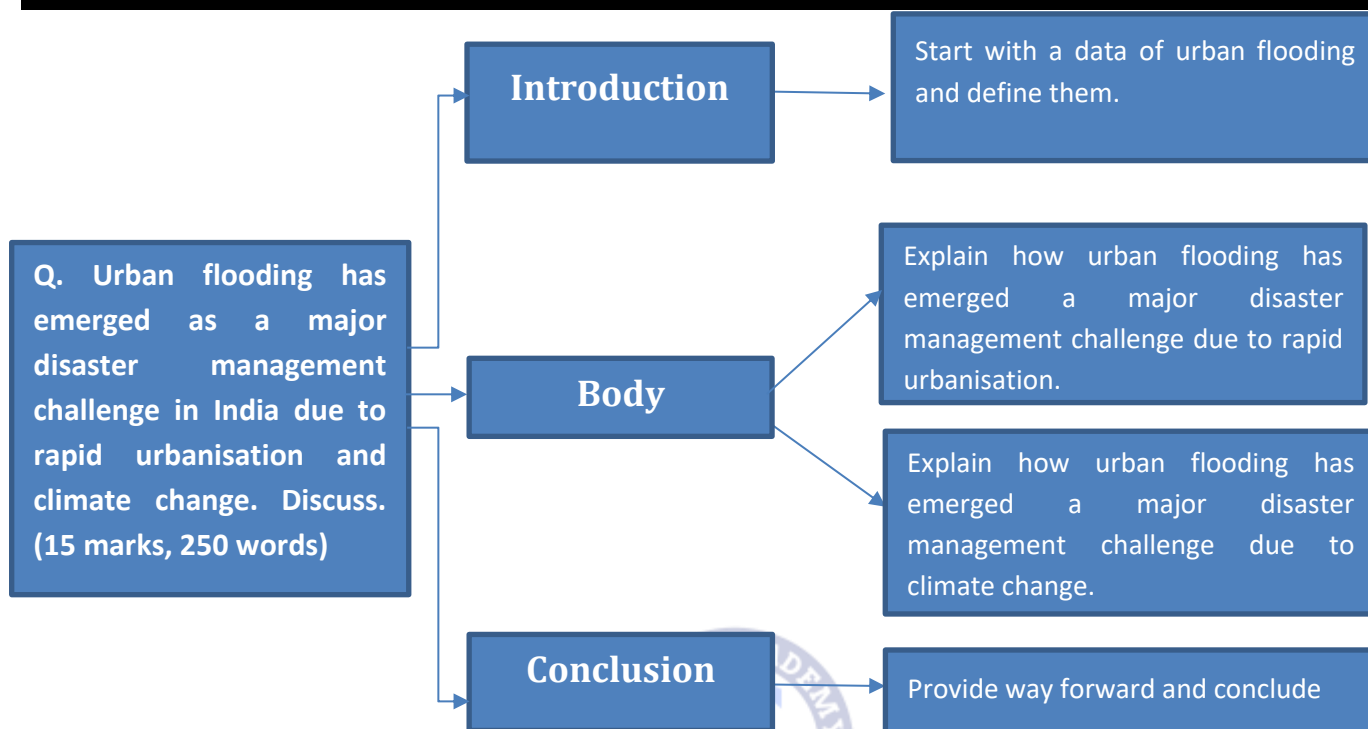 Introduction
Start with a data of urban flooding
and define them.
Q. Urban flooding has
emerged as a major
disaster management
challenge in India due to
rapid urbanisation and
climate change. Discuss.
(15 marks, 250 words)
Body
Explain how urban flooding has
emerged a major disaster
management challenge due to rapid
urbanisation.
Explain how urban flooding has
emerged a major disaster
management challenge due to
climate change.
Conclusion
Provide way forward and conclude